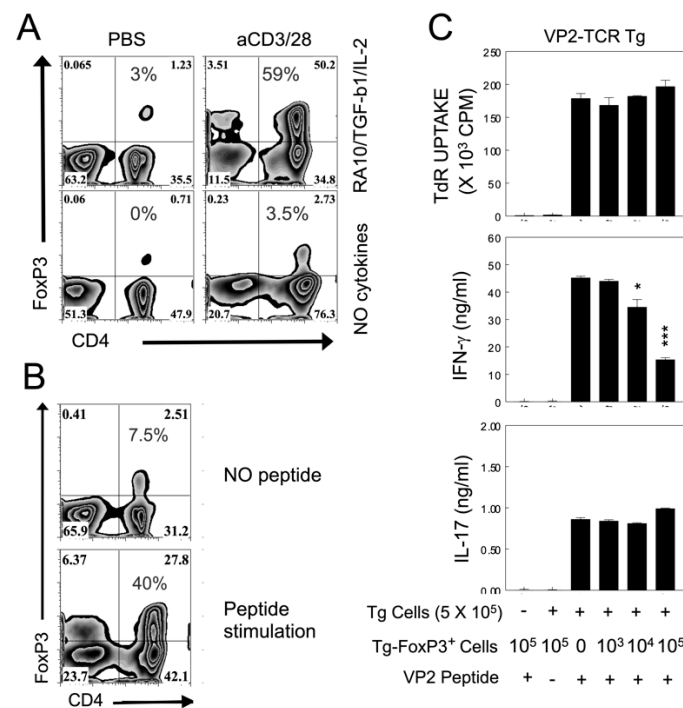 A
PBS
aCD3/28
0.065
1.23
3%
63.2
35.5
3.51
50.2
59%
11.5
34.8
RA10/TGF-b1/IL-2
0.06
0.71
0%
51.3
47.9
0.23
2.73
3.5%
20.7
76.3
NO cytokines
FoxP3
CD4
B
0.41
2.51
7.5%
65.9
31.2
NO peptide
6.37
27.8
40%
23.7
42.1
Peptide
stimulation
FoxP3
CD4
C
VP2-TCR Tg
TdR UPTAKE
(X 10³ CPM)
250
200
150
100
50
0
IFN-γ (ng/ml)
60
50
40
30
20
10
0
*
***
IL-17 (ng/ml)
2.00
1.50
1.00
0.50
0.00
Tg Cells (5 X 10⁵) - + + + + +
Tg-FoxP3⁺ Cells 10⁵ 10⁵ 0 10³ 10⁴ 10⁵
VP2 Peptide + - + + + +